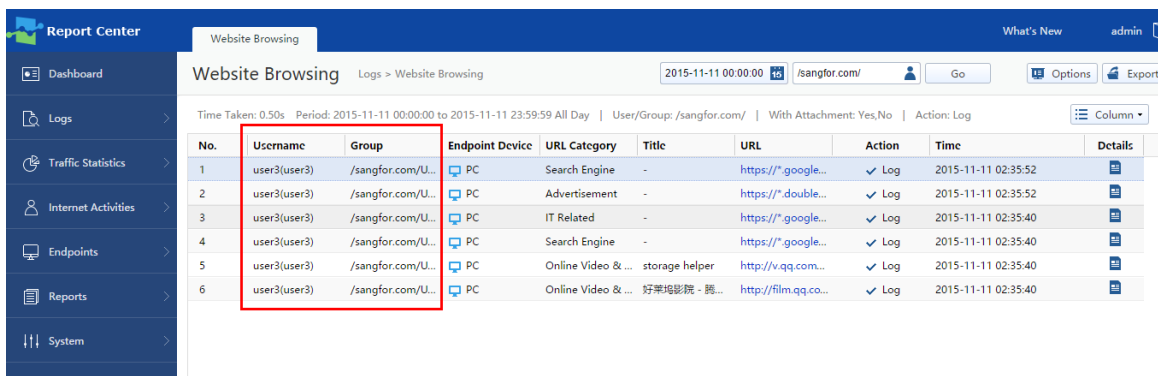 Report Center
Website Browsing
What's New admin
Dashboard
Website Browsing Logs > Website Browsing 2015-11-11 00:00:00 15 /sangfor.com/ Go Options Export
Logs
Time Taken: 0.50s Period: 2015-11-11 00:00:00 to 2015-11-11 23:59:59 All Day | User/Group: /sangfor.com/ | With Attachment: Yes,No | Action: Log Column
No. Username Group Endpoint Device URL Category Title URL Action Time Details
Traffic Statistics
1 user3(user3) /sangfor.com/U... PC Search Engine - https://*.google... Log 2015-11-11 02:35:52
2 user3(user3) /sangfor.com/U... PC Advertisement - https://*.double... Log 2015-11-11 02:35:52
Internet Activities
3 user3(user3) /sangfor.com/U... PC IT Related - https://*.google... Log 2015-11-11 02:35:40
4 user3(user3) /sangfor.com/U... PC Search Engine - https://*.google... Log 2015-11-11 02:35:40
Endpoints
5 user3(user3) /sangfor.com/U... PC Online Video & ... storage helper http://v.qq.com... Log 2015-11-11 02:35:40
6 user3(user3) /sangfor.com/U... PC Online Video & ... 好莱坞影院 - 腾... http://film.qq.co... Log 2015-11-11 02:35:40
Reports
System